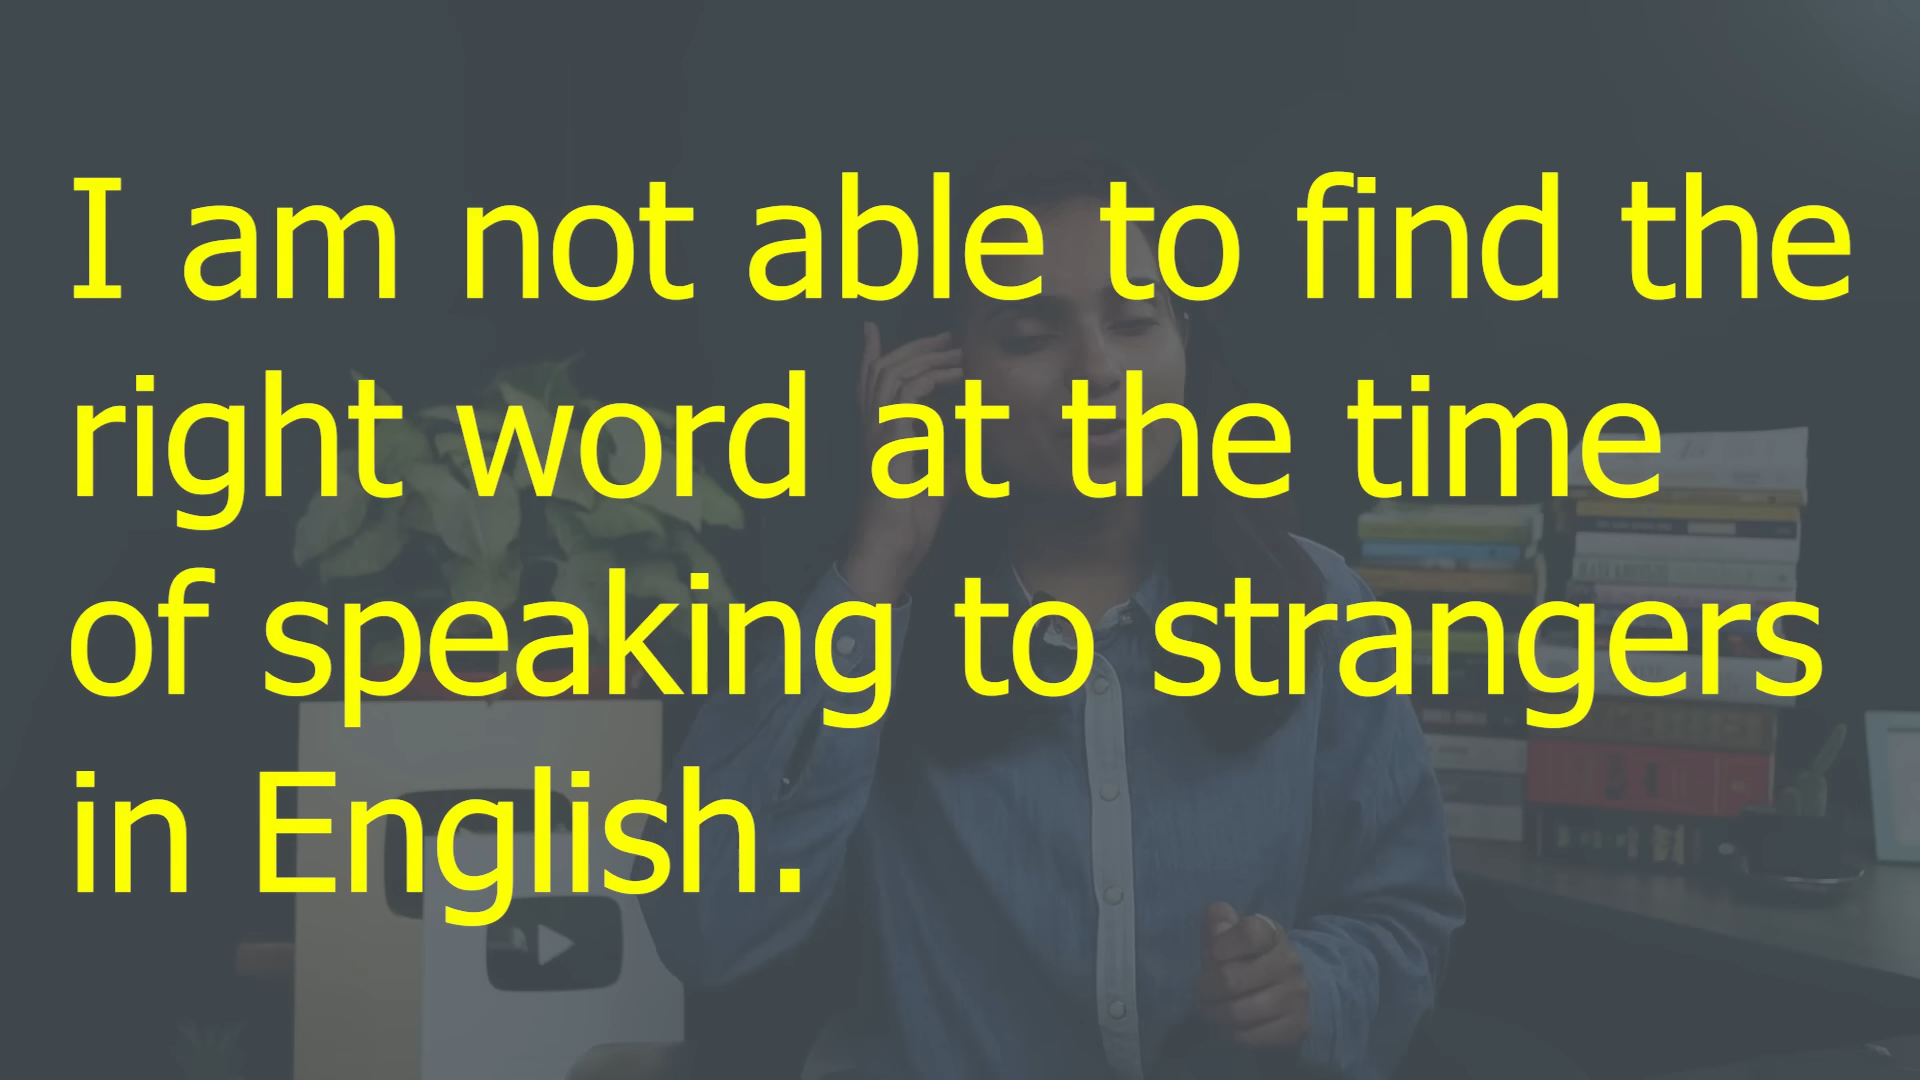 I am not able to find the
right word at the time
of speaking to strangers
in English.